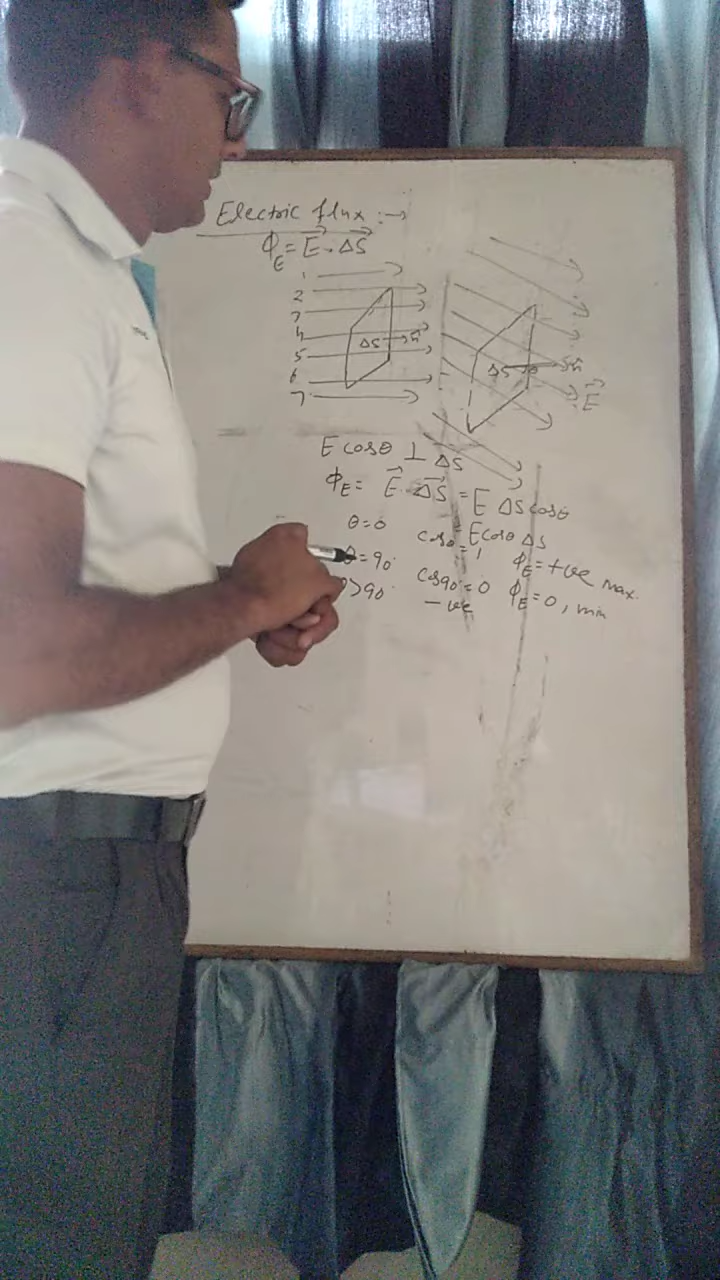 Electric flux :→
ϕE = E⃗ . ΔS⃗
1
2
3
4
5
6
7
ΔS n̂
ΔS θ n̂
E⃗
E cosθ ⊥ ΔS
ϕE = E⃗ . ΔS⃗ = E ΔS cosθ
E cosθ ΔS
θ = 0 cos0 = 1 ϕE = +ve max.
θ = 90° cos90° = 0 ϕE = 0, min
θ > 90° -ve